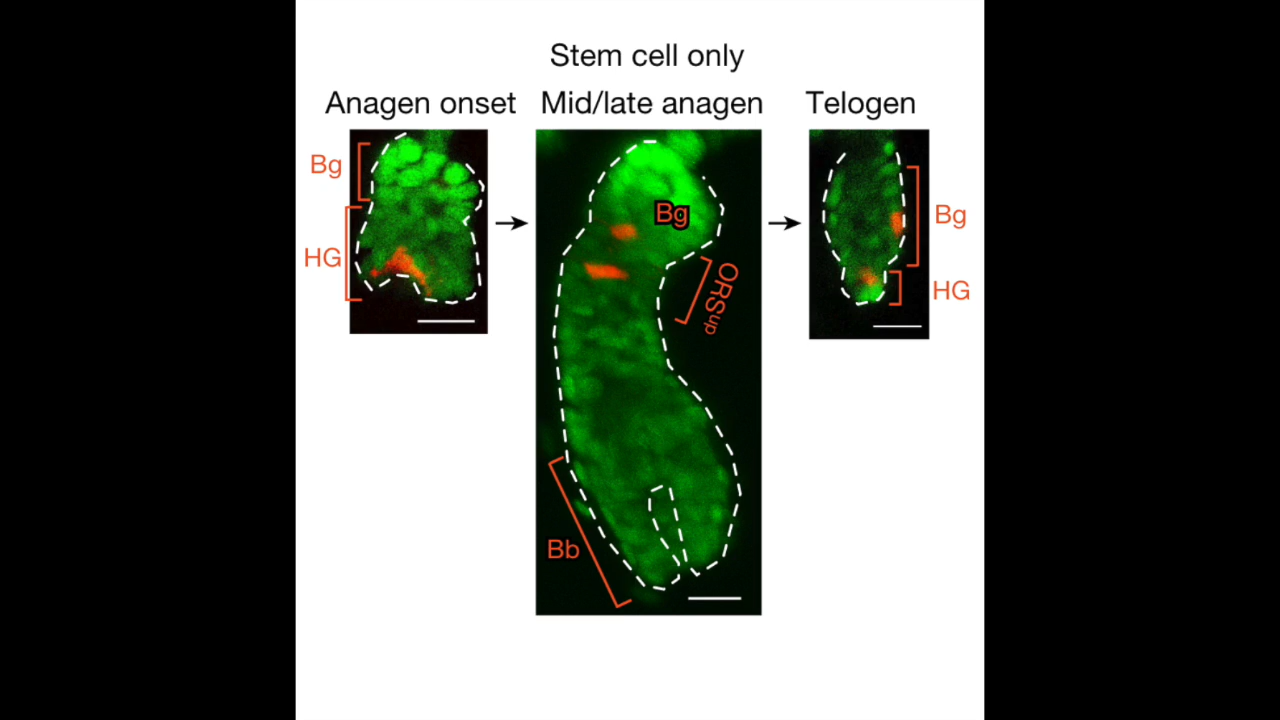 Stem cell only
Anagen onset
Mid/late anagen
Telogen
Bg
HG
Bg
ORSup
Bb
Bg
HG